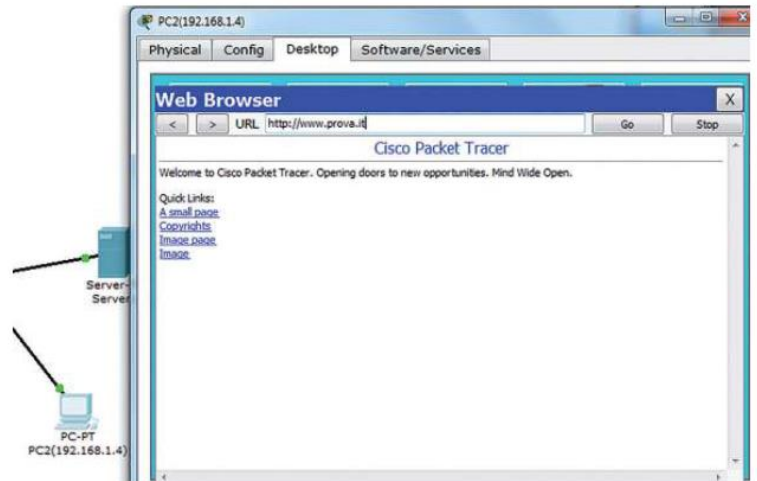 PC2(192.168.1.4)
Physical Config Desktop Software/Services
Web Browser X
< > URL http://www.prova.it Go Stop
Cisco Packet Tracer
Welcome to Cisco Packet Tracer. Opening doors to new opportunities. Mind Wide Open.
Quick Links:
A small page
Copyrights
Image page
Image
Server-
Server
PC-PT
PC2(192.168.1.4)